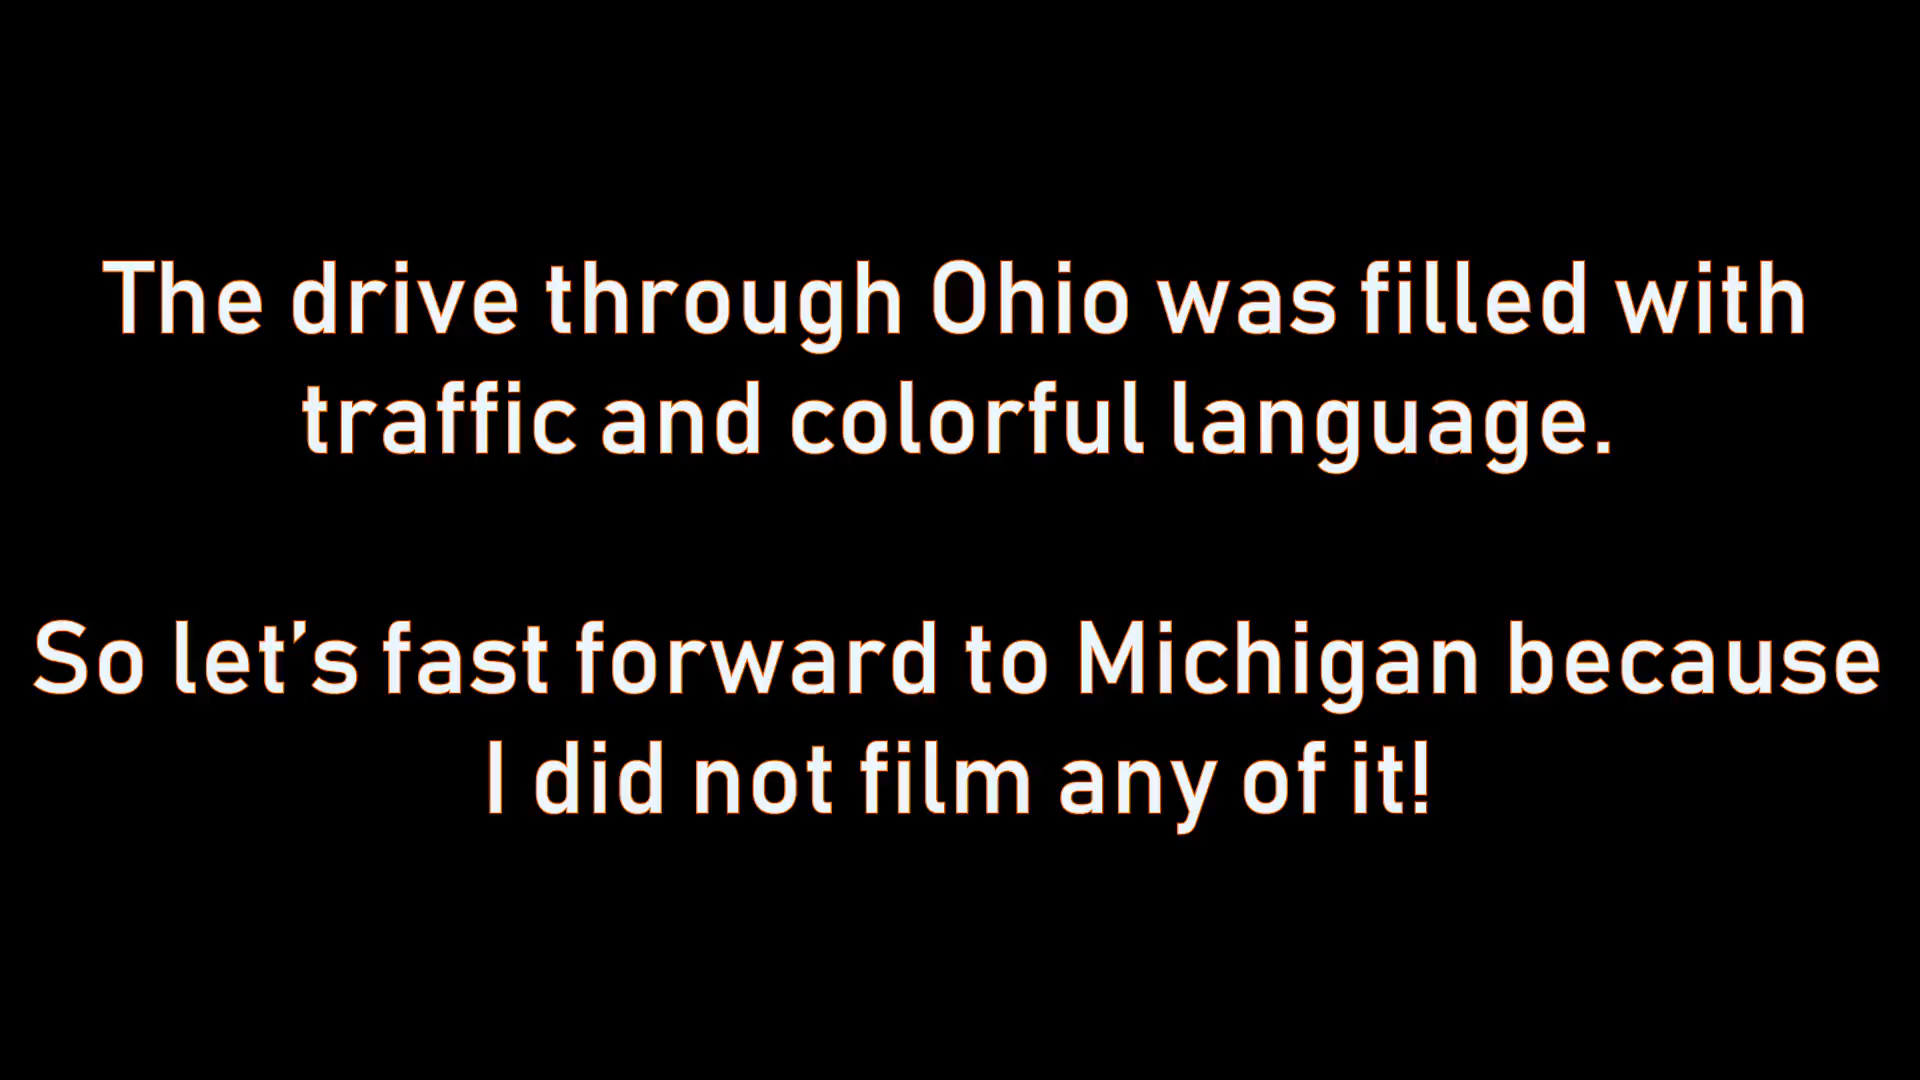 The drive through Ohio was filled with
traffic and colorful language.
So let’s fast forward to Michigan because
I did not film any of it!